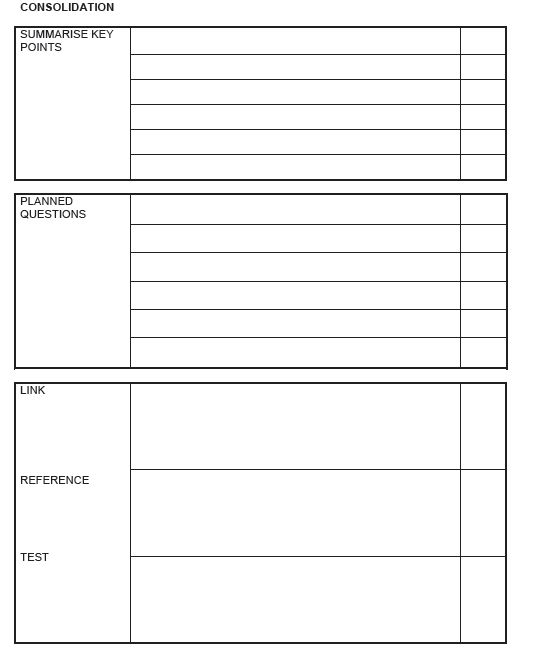 CONSOLIDATION
SUMMARISE KEY
POINTS
PLANNED
QUESTIONS
LINK
REFERENCE
TEST